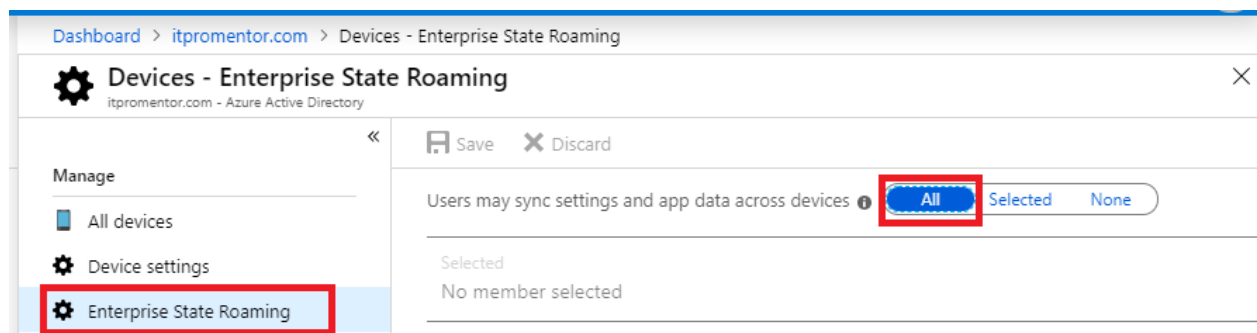 Dashboard > itpromentor.com > Devices - Enterprise State Roaming
Devices - Enterprise State Roaming
itpromentor.com - Azure Active Directory
Save Discard
Manage
Users may sync settings and app data across devices All Selected None
All devices
Selected
Device settings
No member selected
Enterprise State Roaming